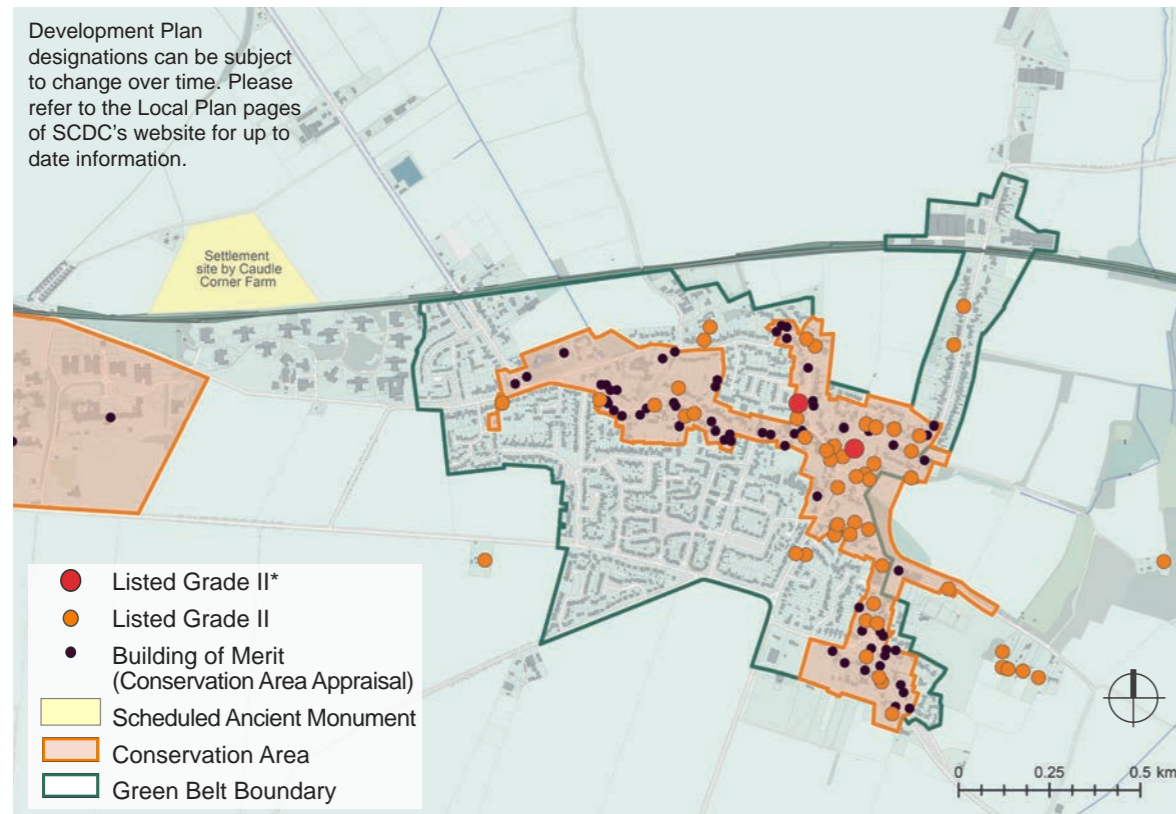 Development Plan
designations can be subject
to change over time. Please
refer to the Local Plan pages
of SCDC's website for up to
date information.
Settlement
site by Caudle
Corner Farm
Listed Grade II*
Listed Grade II
Building of Merit
(Conservation Area Appraisal)
Scheduled Ancient Monument
Conservation Area
Green Belt Boundary
0 0.25 0.5 km